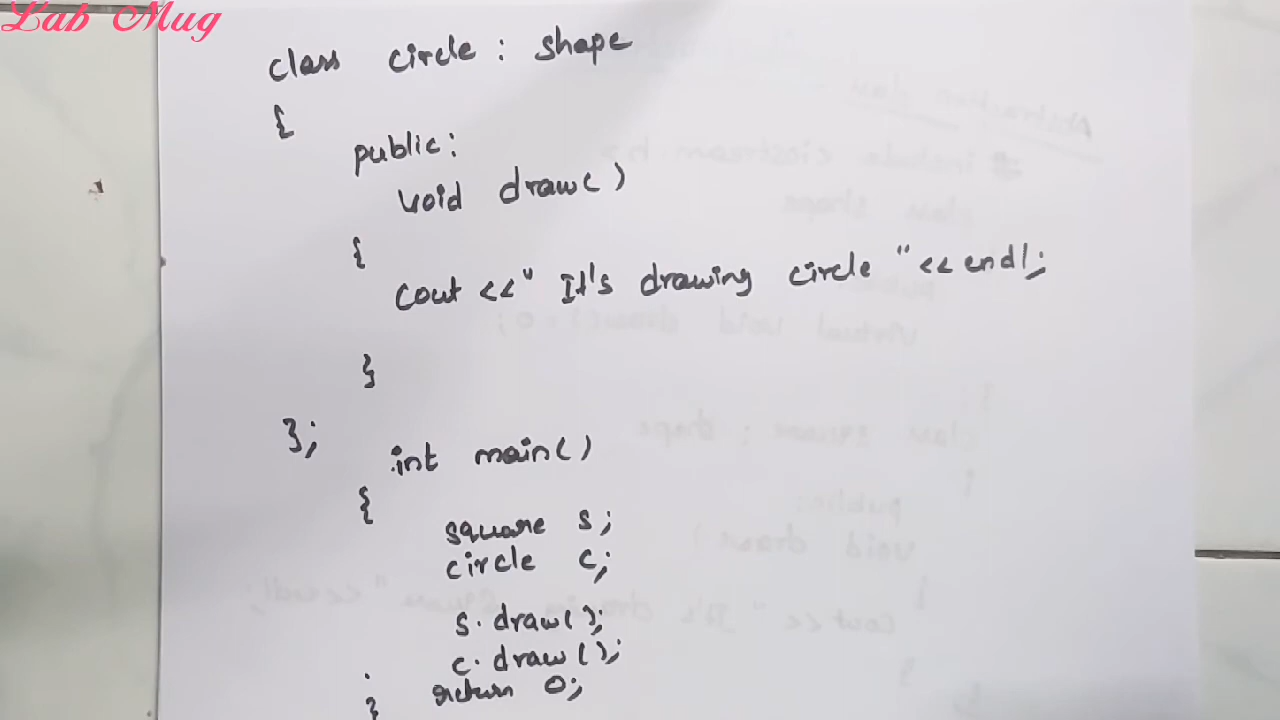 Lab Mug
class circle : shape
{
public:
void draw()
{
cout <<" It's drawing circle "<< endl;
}
};
int main()
{
square s;
circle c;
s.draw();
c.draw();
} return 0;